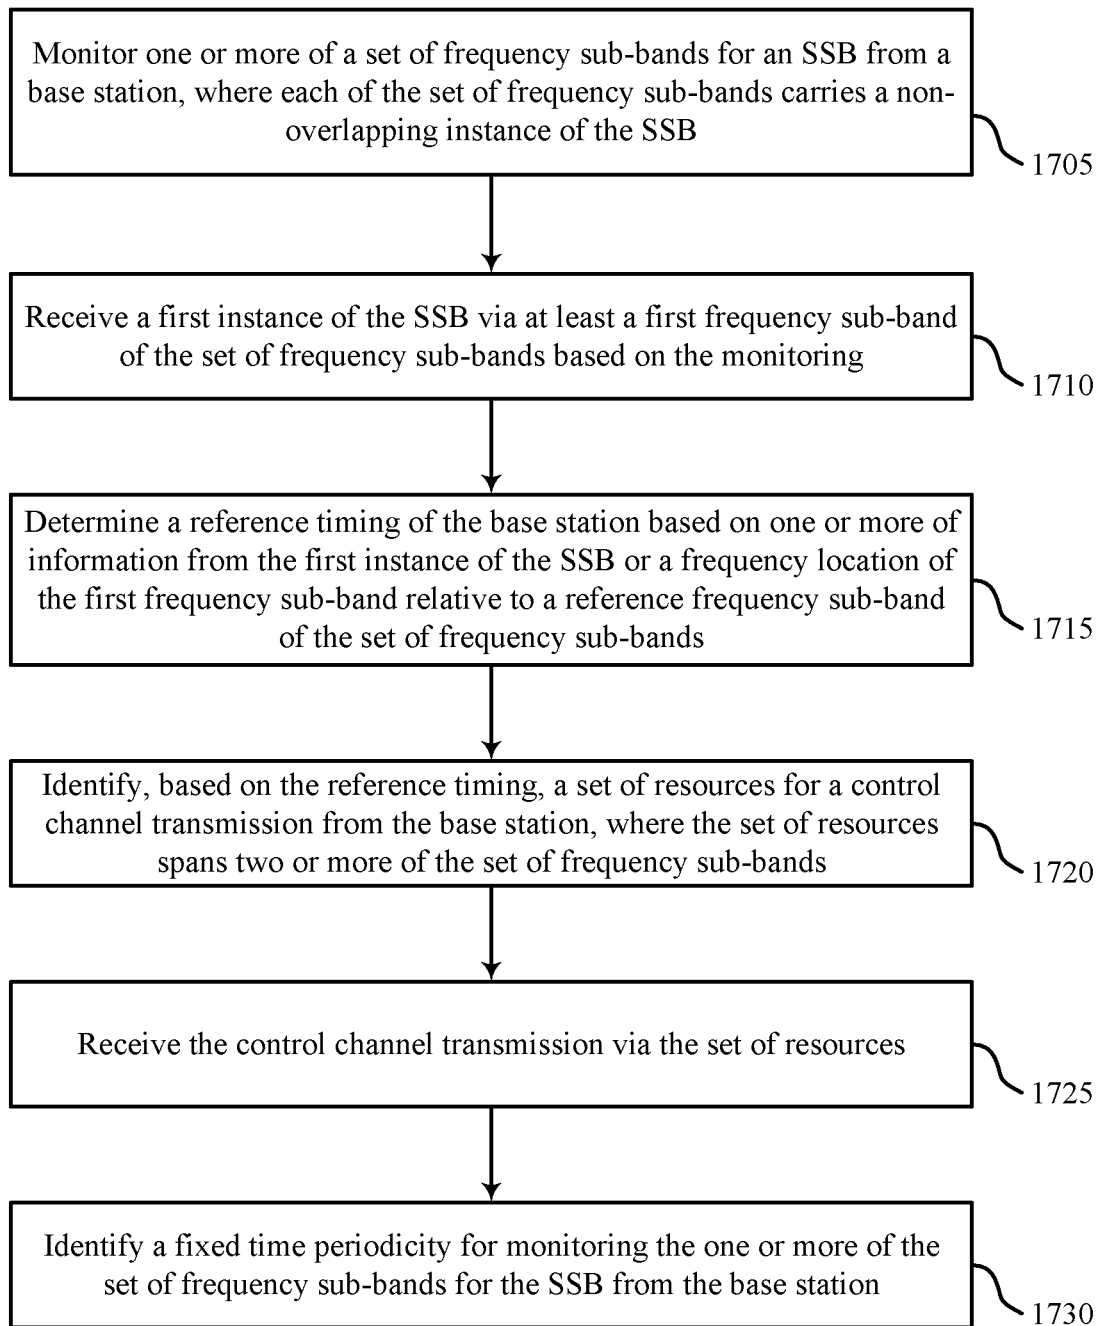 Monitor one or more of a set of frequency sub-bands for an SSB from a
base station, where each of the set of frequency sub-bands carries a non-
overlapping instance of the SSB
1705
Receive a first instance of the SSB via at least a first frequency sub-band
of the set of frequency sub-bands based on the monitoring
1710
Determine a reference timing of the base station based on one or more of
information from the first instance of the SSB or a frequency location of
the first frequency sub-band relative to a reference frequency sub-band
of the set of frequency sub-bands
1715
Identify, based on the reference timing, a set of resources for a control
channel transmission from the base station, where the set of resources
spans two or more of the set of frequency sub-bands
1720
Receive the control channel transmission via the set of resources
1725
Identify a fixed time periodicity for monitoring the one or more of the
set of frequency sub-bands for the SSB from the base station
1730